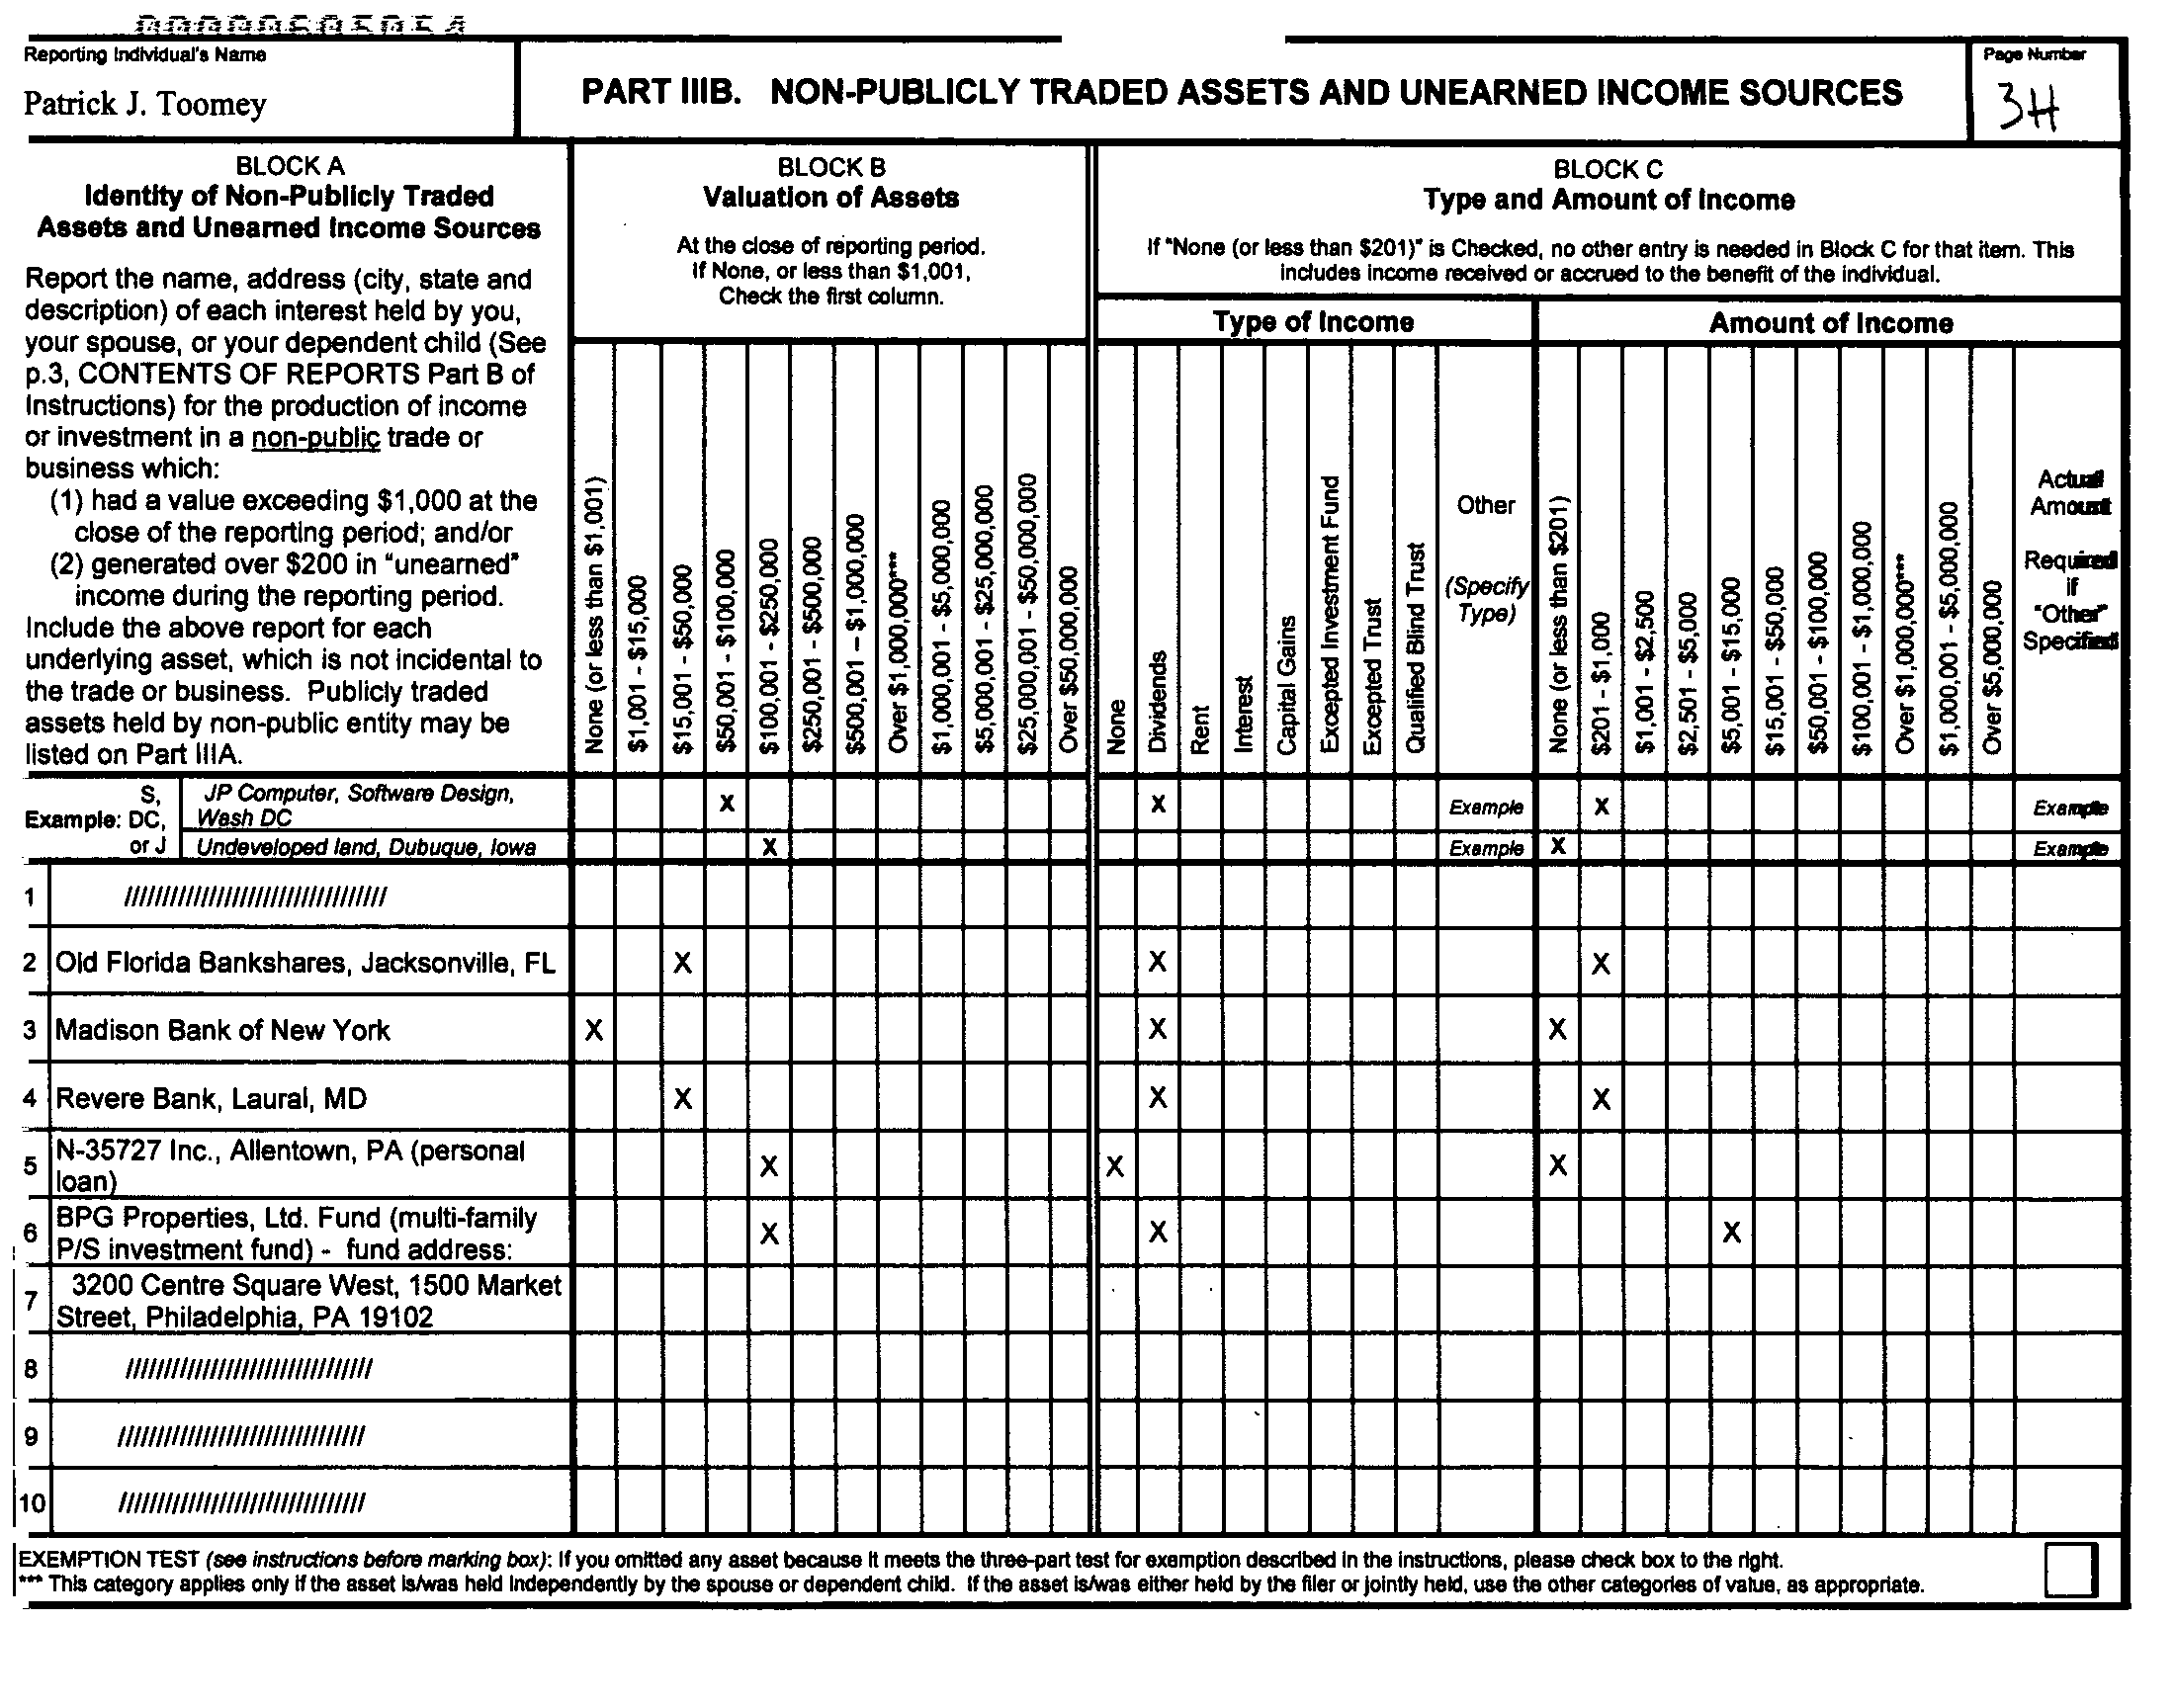 Reporting Individual's Name
Patrick J. Toomey
PART IIIB. NON-PUBLICLY TRADED ASSETS AND UNEARNED INCOME SOURCES
Page Number
3H
BLOCK A
Identity of Non-Publicly Traded
Assets and Unearned Income Sources
Report the name, address (city, state and
description) of each interest held by you,
your spouse, or your dependent child (See
p.3, CONTENTS OF REPORTS Part B of
Instructions) for the production of income
or investment in a non-public trade or
business which:
(1) had a value exceeding $1,000 at the
close of the reporting period; and/or
(2) generated over $200 in "unearned"
income during the reporting period.
Include the above report for each
underlying asset, which is not incidental to
the trade or business. Publicly traded
assets held by non-public entity may be
listed on Part IIIA.
BLOCK B
Valuation of Assets
At the close of reporting period.
If None, or less than $1,001,
Check the first column.
None (or less than $1,001)
$1,001 - $15,000
$15,001 - $50,000
$50,001 - $100,000
$100,001 - $250,000
$250,001 - $500,000
$500,001 – $1,000,000
Over $1,000,000***
$1,000,001 - $5,000,000
$5,000,001 - $25,000,000
$25,000,001 - $50,000,000
Over $50,000,000
BLOCK C
Type and Amount of Income
If "None (or less than $201)" is Checked, no other entry is needed in Block C for that item. This
includes income received or accrued to the benefit of the individual.
Type of Income
None
Dividends
Rent
Interest
Capital Gains
Excepted Investment Fund
Excepted Trust
Qualified Blind Trust
Other
(Specify
Type)
Amount of Income
None (or less than $201)
$201 - $1,000
$1,001 - $2,500
$2,501 - $5,000
$5,001 - $15,000
$15,001 - $50,000
$50,001 - $100,000
$100,001 - $1,000,000
Over $1,000,000***
$1,000,001 - $5,000,000
Over $5,000,000
Actual
Amount
Required
if
"Other"
Specified
Example: S, DC, or J
JP Computer, Software Design,
Wash DC X X Example X Example
Undeveloped land, Dubuque, Iowa X Example X Example
1 ////////////////////////////////
2 Old Florida Bankshares, Jacksonville, FL X X X
3 Madison Bank of New York X X X
4 Revere Bank, Laural, MD X X X
5 N-35727 Inc., Allentown, PA (personal
loan) X X X
6 BPG Properties, Ltd. Fund (multi-family
P/S investment fund) - fund address: X X X
7 3200 Centre Square West, 1500 Market
Street, Philadelphia, PA 19102
8 //////////////////////////////
9 //////////////////////////////
10 //////////////////////////////
EXEMPTION TEST (see instructions before marking box): If you omitted any asset because it meets the three-part test for exemption described in the instructions, please check box to the right.
*** This category applies only if the asset is/was held independently by the spouse or dependent child. If the asset is/was either held by the filer or jointly held, use the other categories of value, as appropriate.